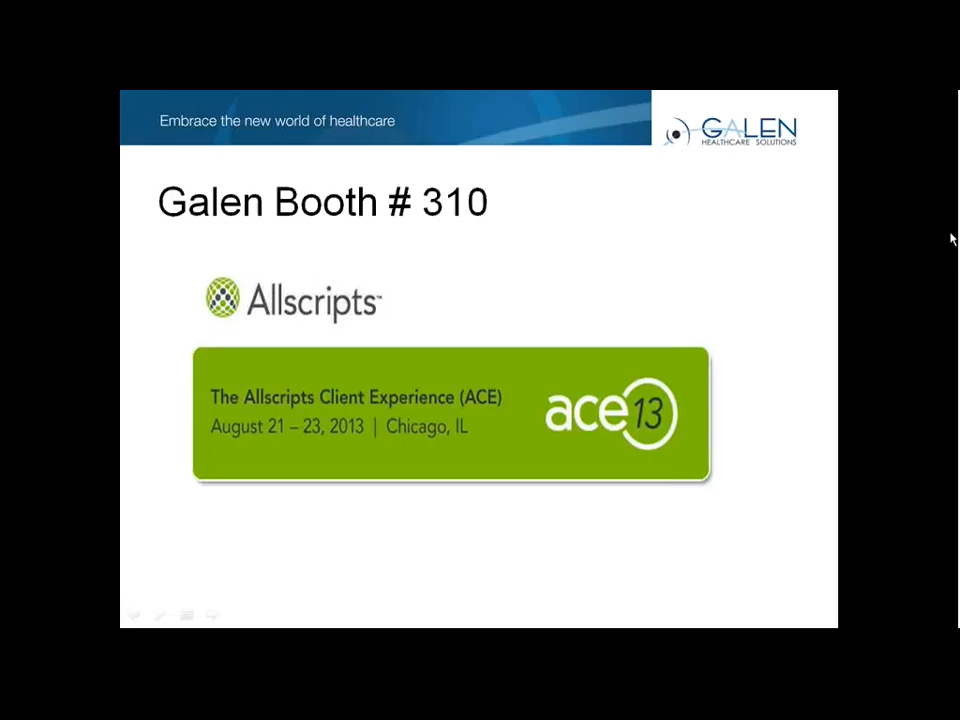 Embrace the new world of healthcare
GALEN
HEALTHCARE SOLUTIONS
Galen Booth # 310
Allscripts™
The Allscripts Client Experience (ACE)
August 21 – 23, 2013 | Chicago, IL
ace13